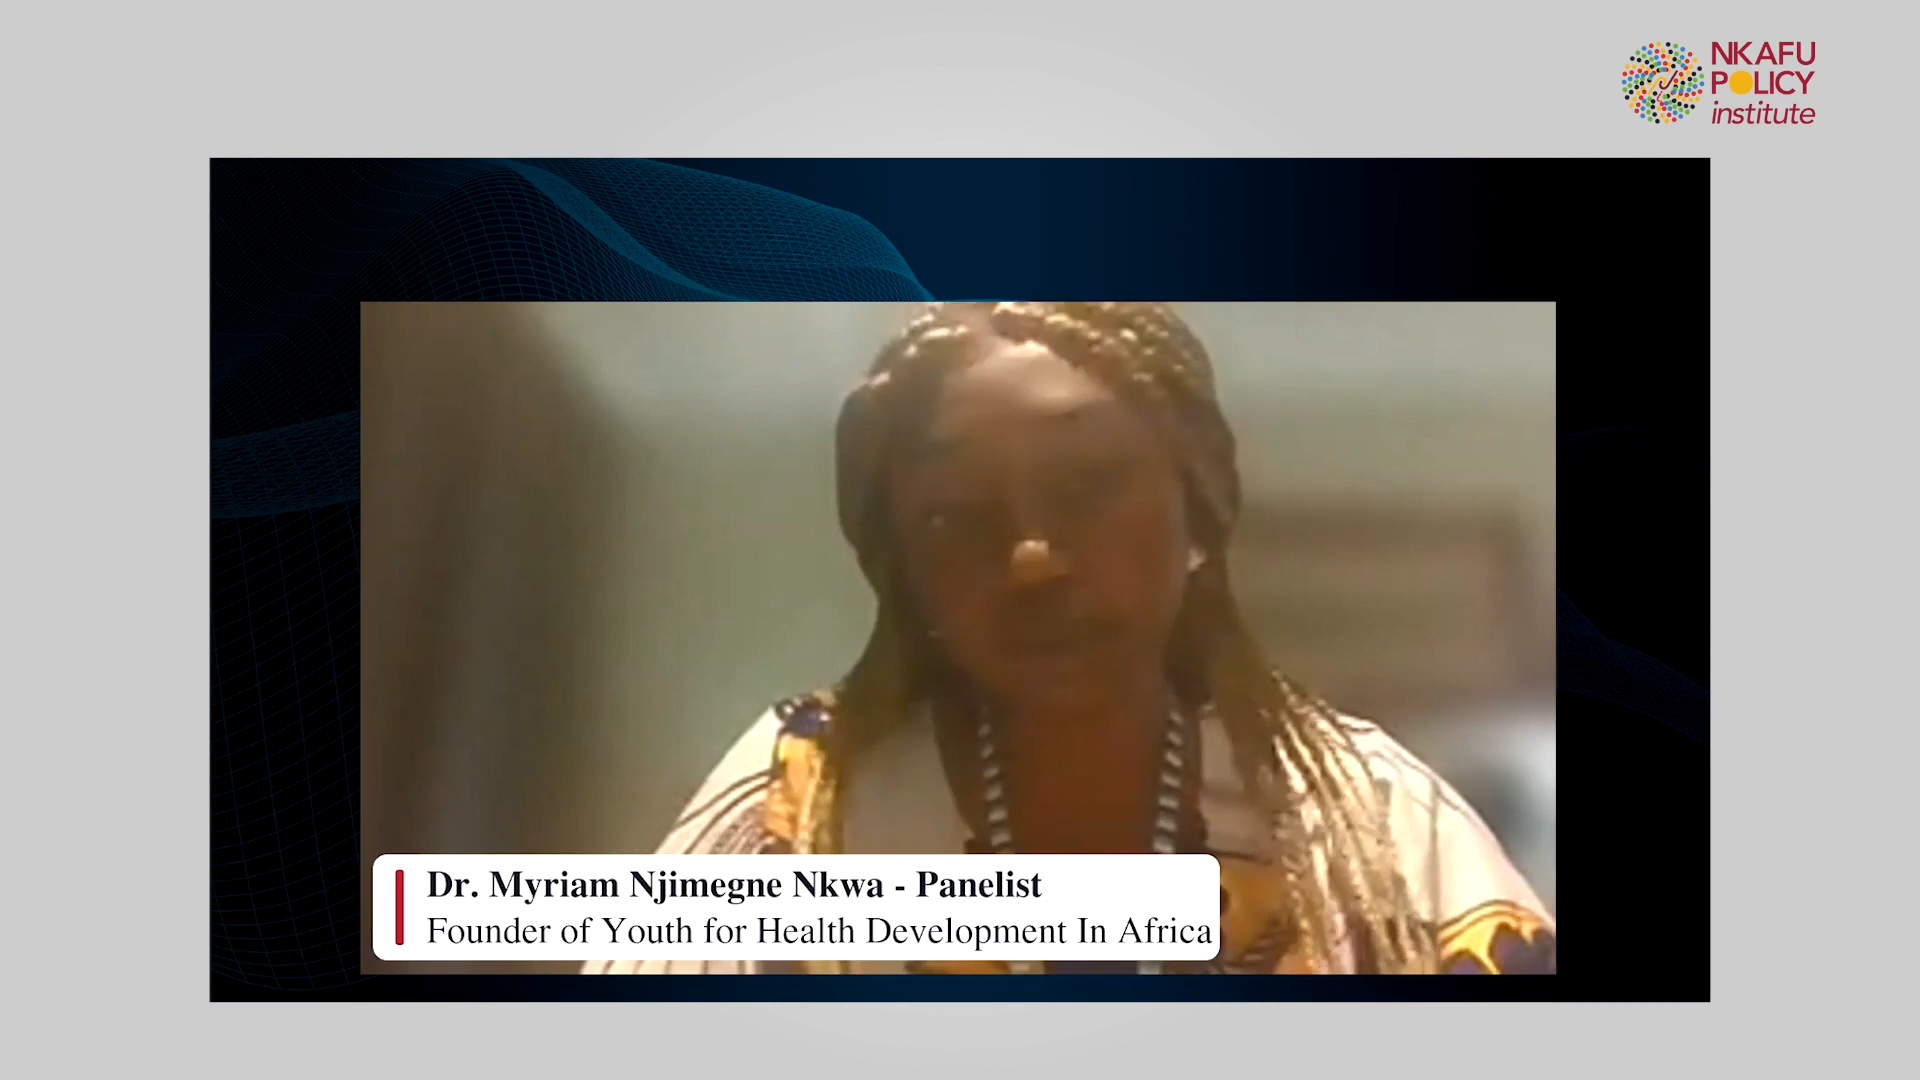 NKAFU
POLICY
institute
Dr. Myriam Njimegne Nkwa - Panelist
Founder of Youth for Health Development In Africa